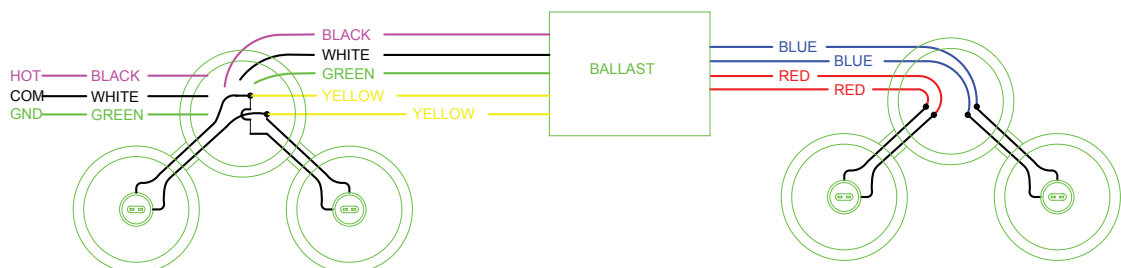 BLACK
WHITE
HOT BLACK GREEN
COM WHITE YELLOW
GND GREEN YELLOW
BALLAST
BLUE
BLUE
RED
RED